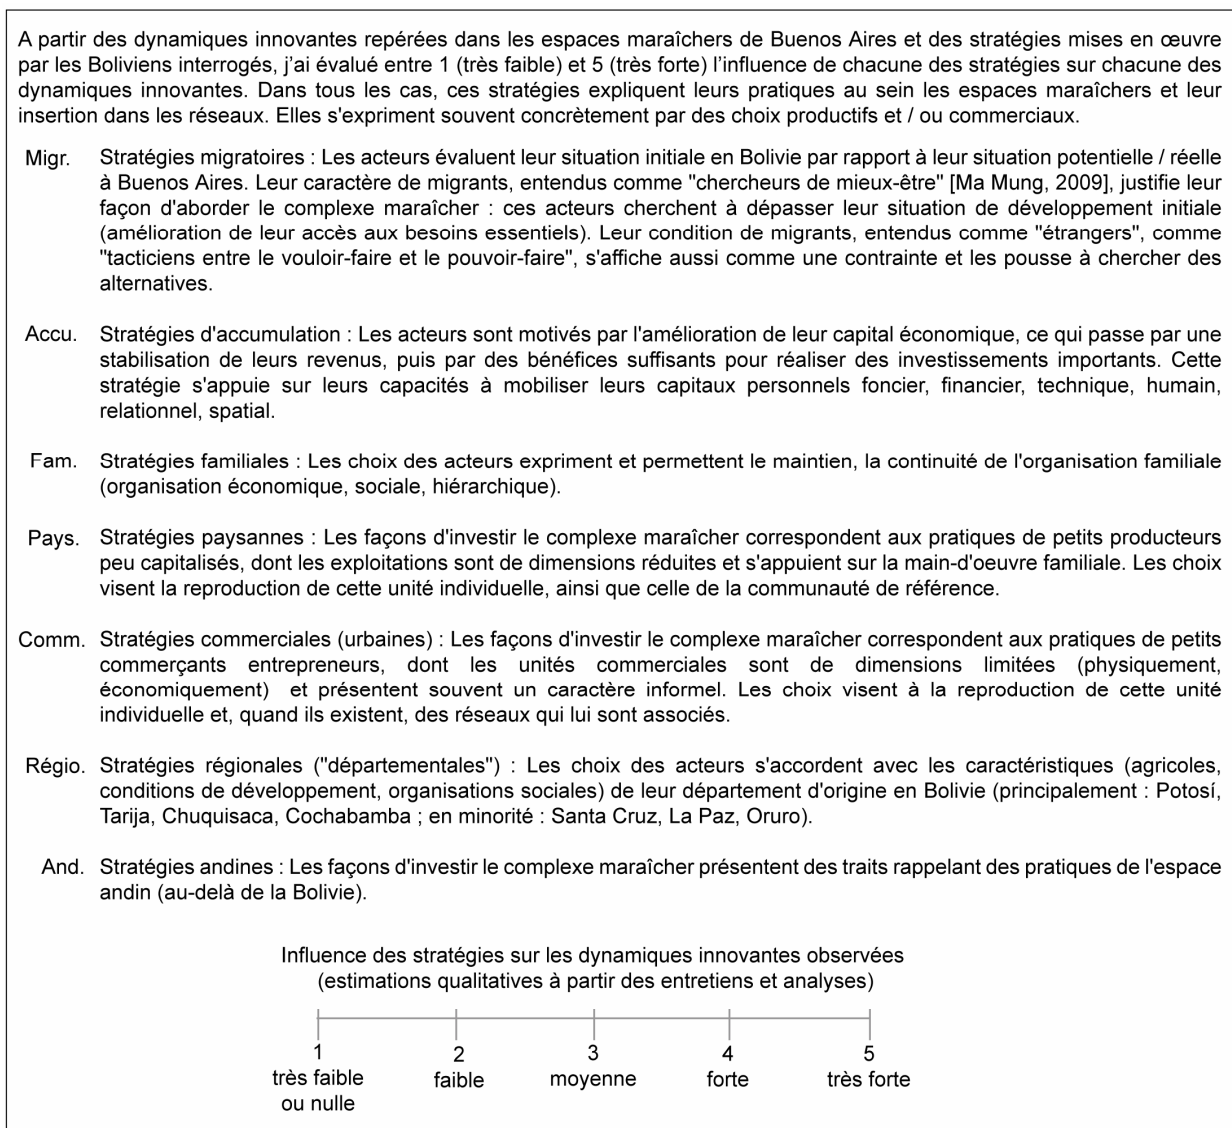 A partir des dynamiques innovantes repérées dans les espaces maraîchers de Buenos Aires et des stratégies mises en œuvre
par les Boliviens interrogés, j'ai évalué entre 1 (très faible) et 5 (très forte) l'influence de chacune des stratégies sur chacune des
dynamiques innovantes. Dans tous les cas, ces stratégies expliquent leurs pratiques au sein les espaces maraîchers et leur
insertion dans les réseaux. Elles s'expriment souvent concrètement par des choix productifs et / ou commerciaux.
Migr. Stratégies migratoires : Les acteurs évaluent leur situation initiale en Bolivie par rapport à leur situation potentielle / réelle
à Buenos Aires. Leur caractère de migrants, entendus comme "chercheurs de mieux-être" [Ma Mung, 2009], justifie leur
façon d'aborder le complexe maraîcher : ces acteurs cherchent à dépasser leur situation de développement initiale
(amélioration de leur accès aux besoins essentiels). Leur condition de migrants, entendus comme "étrangers", comme
"tacticiens entre le vouloir-faire et le pouvoir-faire", s'affiche aussi comme une contrainte et les pousse à chercher des
alternatives.
Accu. Stratégies d'accumulation : Les acteurs sont motivés par l'amélioration de leur capital économique, ce qui passe par une
stabilisation de leurs revenus, puis par des bénéfices suffisants pour réaliser des investissements importants. Cette
stratégie s'appuie sur leurs capacités à mobiliser leurs capitaux personnels foncier, financier, technique, humain,
relationnel, spatial.
Fam. Stratégies familiales : Les choix des acteurs expriment et permettent le maintien, la continuité de l'organisation familiale
(organisation économique, sociale, hiérarchique).
Pays. Stratégies paysannes : Les façons d'investir le complexe maraîcher correspondent aux pratiques de petits producteurs
peu capitalisés, dont les exploitations sont de dimensions réduites et s'appuient sur la main-d'oeuvre familiale. Les choix
visent la reproduction de cette unité individuelle, ainsi que celle de la communauté de référence.
Comm. Stratégies commerciales (urbaines) : Les façons d'investir le complexe maraîcher correspondent aux pratiques de petits
commerçants entrepreneurs, dont les unités commerciales sont de dimensions limitées (physiquement,
économiquement) et présentent souvent un caractère informel. Les choix visent à la reproduction de cette unité
individuelle et, quand ils existent, des réseaux qui lui sont associés.
Régio. Stratégies régionales ("départementales") : Les choix des acteurs s'accordent avec les caractéristiques (agricoles,
conditions de développement, organisations sociales) de leur département d'origine en Bolivie (principalement : Potosí,
Tarija, Chuquisaca, Cochabamba ; en minorité : Santa Cruz, La Paz, Oruro).
And. Stratégies andines : Les façons d'investir le complexe maraîcher présentent des traits rappelant des pratiques de l'espace
andin (au-delà de la Bolivie).
Influence des stratégies sur les dynamiques innovantes observées
(estimations qualitatives à partir des entretiens et analyses)
1 2 3 4 5
très faible faible moyenne forte très forte
ou nulle